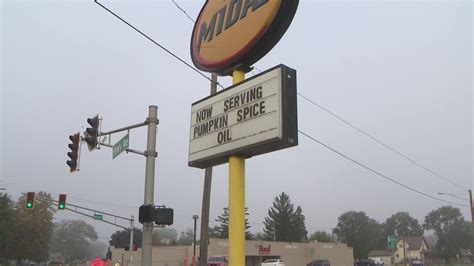 MIDAS
NOW SERVING
PUMPKIN SPICE
OIL